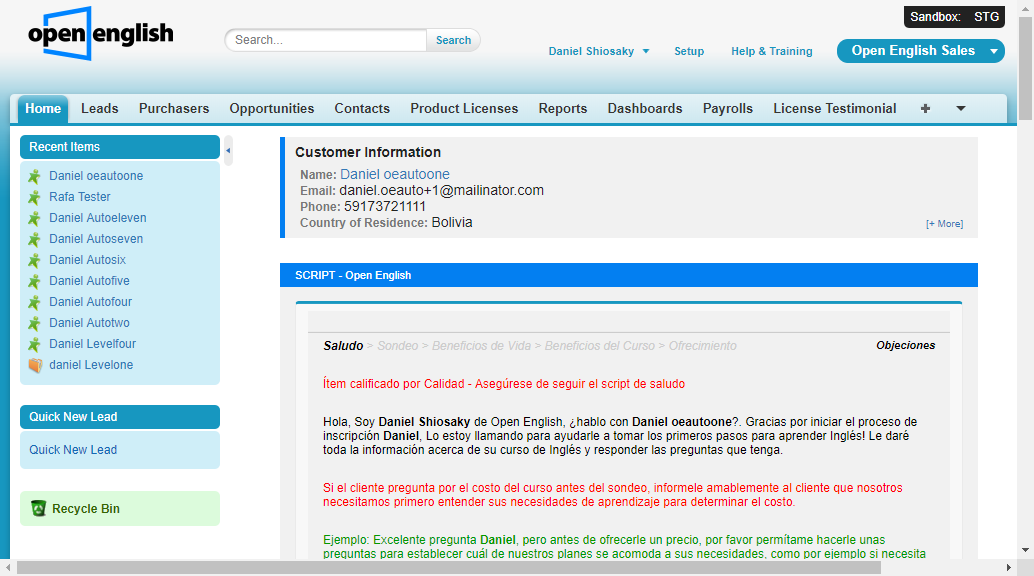 Sandbox: STG
open english
Search...
Search
Daniel Shiosaky
Setup
Help & Training
Open English Sales
Home
Leads
Purchasers
Opportunities
Contacts
Product Licenses
Reports
Dashboards
Payrolls
License Testimonial
+
Recent Items
Daniel oeautoone
Rafa Tester
Daniel Autoeleven
Daniel Autoseven
Daniel Autosix
Daniel Autofive
Daniel Autofour
Daniel Autotwo
Daniel Levelfour
daniel Levelone
Quick New Lead
Quick New Lead
Recycle Bin
Customer Information
Name: Daniel oeautoone
Email: daniel.oeauto+1@mailinator.com
Phone: 59173721111
Country of Residence: Bolivia
[+ More]
SCRIPT - Open English
Saludo > Sondeo > Beneficios de Vida > Beneficios del Curso > Ofrecimiento
Objeciones
Ítem calificado por Calidad - Asegúrese de seguir el script de saludo
Hola, Soy Daniel Shiosaky de Open English, ¿hablo con Daniel oeautoone?. Gracias por iniciar el proceso de
inscripción Daniel, Lo estoy llamando para ayudarle a tomar los primeros pasos para aprender Inglés! Le daré
toda la información acerca de su curso de Inglés y responder las preguntas que tenga.
Si el cliente pregunta por el costo del curso antes del sondeo, informele amablemente al cliente que nosotros
necesitamos primero entender sus necesidades de aprendizaje para determinar el costo.
Ejemplo: Excelente pregunta Daniel, pero antes de ofrecerle un precio, por favor permítame hacerle unas
preguntas para establecer cuál de nuestros planes se acomoda a sus necesidades, como por ejemplo si necesita